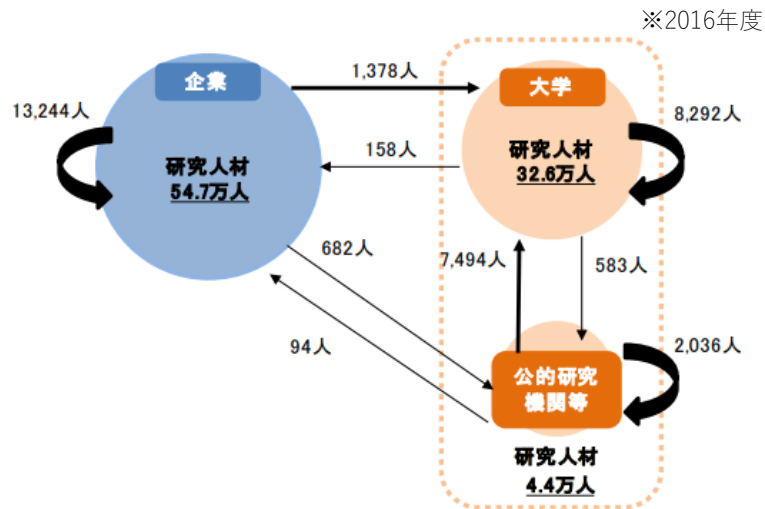 ※2016年度
企業
1,378人
大学
13,244人
8,292人
158人
研究人材
54.7万人
研究人材
32.6万人
682人
7,494人
583人
94人
2,036人
公的研究
機関等
研究人材
4.4万人